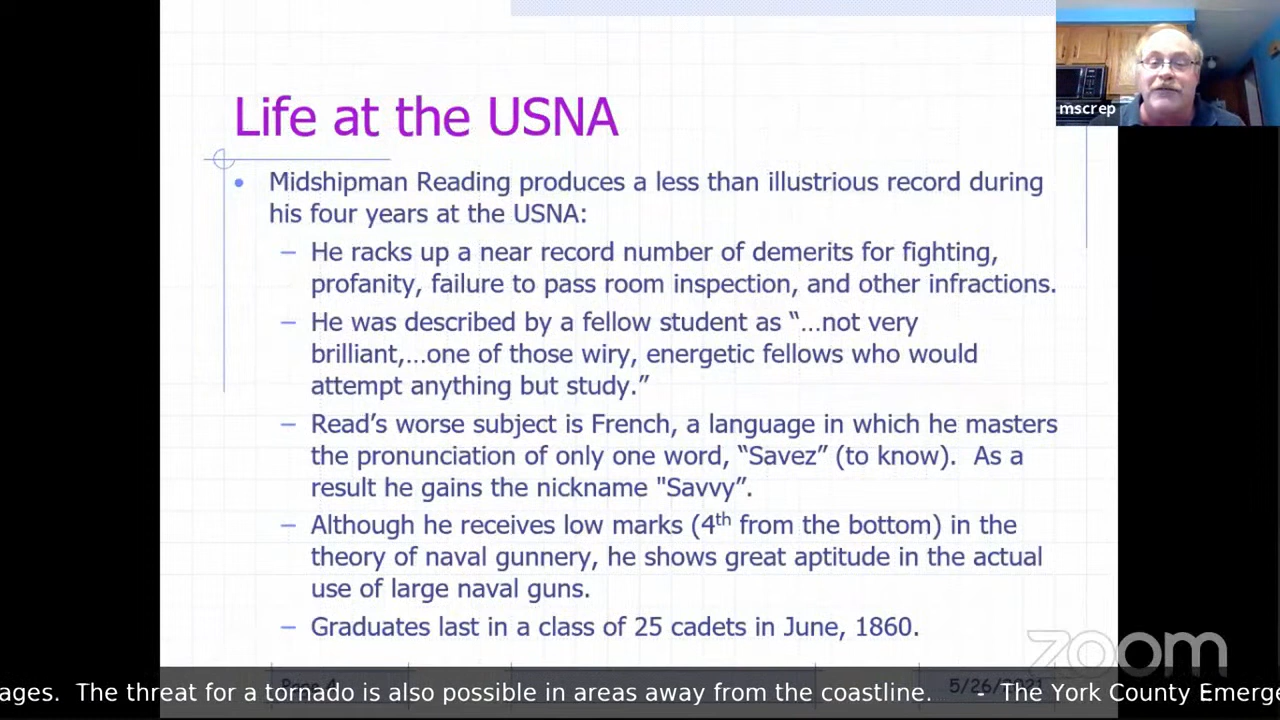 mscrep
Life at the USNA
• Midshipman Reading produces a less than illustrious record during
his four years at the USNA:
– He racks up a near record number of demerits for fighting,
profanity, failure to pass room inspection, and other infractions.
– He was described by a fellow student as “…not very
brilliant,…one of those wiry, energetic fellows who would
attempt anything but study.”
– Read’s worse subject is French, a language in which he masters
the pronunciation of only one word, “Savez” (to know).  As a
result he gains the nickname "Savvy”.
– Although he receives low marks (4th from the bottom) in the
theory of naval gunnery, he shows great aptitude in the actual
use of large naval guns.
– Graduates last in a class of 25 cadets in June, 1860.
zoom
Page 4
5/26/2021
ages.  The threat for a tornado is also possible in areas away from the coastline.  - The York County Emerge